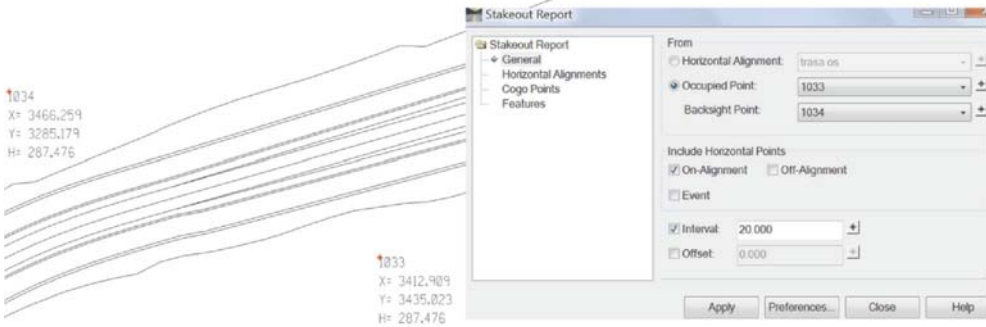 1034
X= 3466.259
Y= 3285.179
H= 287.476
1033
X= 3412.909
Y= 3435.023
H= 287.476
Stakeout Report
Stakeout Report
General
Horizontal Alignments
Cogo Points
Features
From
Horizontal Alignment: trasa os
Occupied Point: 1033
Backsight Point: 1034
Include Horizontal Points
On-Alignment Off-Alignment
Event
Interval: 20.000
Offset: 0.000
Apply Preferences... Close Help